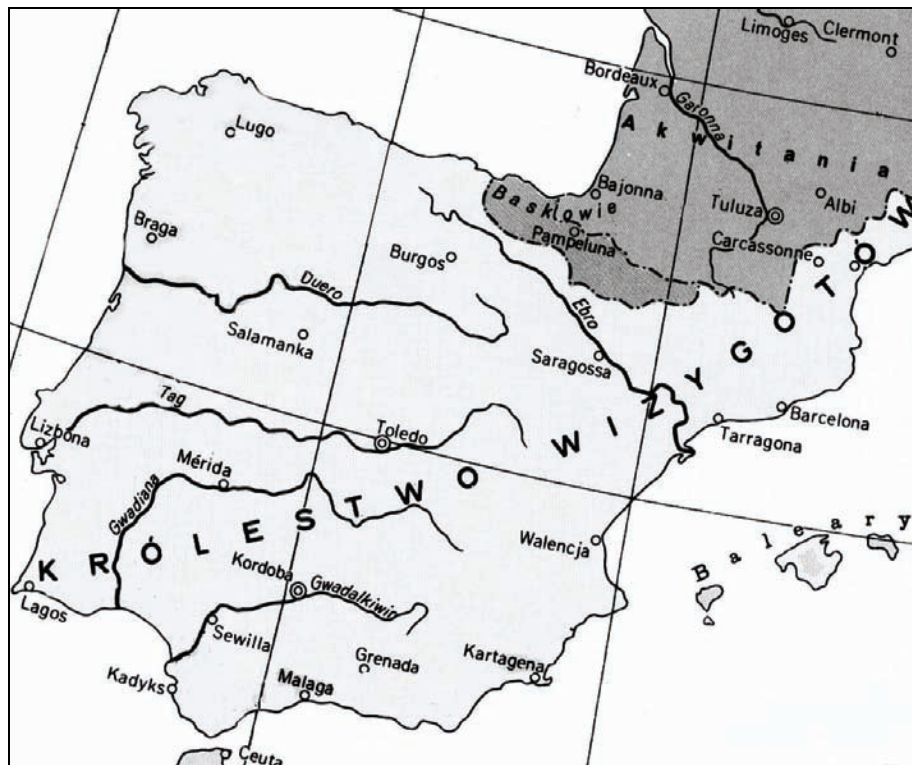 Limoges
Clermont
Bordeaux
Garonna
Akwitania
Lugo
Bajonna
Albi
Tuluza
Baskowie
Pampeluna
Carcassonne
Braga
Burgos
Duero
Ebro
Salamanka
Saragossa
KRÓLESTWO WIZYGOTÓW
Tag
Toledo
Barcelona
Tarragona
Lizbona
Mérida
Gwadiana
Walencja
Baleary
Kordoba
Gwadalkiwir
Lagos
Sewilla
Grenada
Kartagena
Kadyks
Malaga
Ceuta